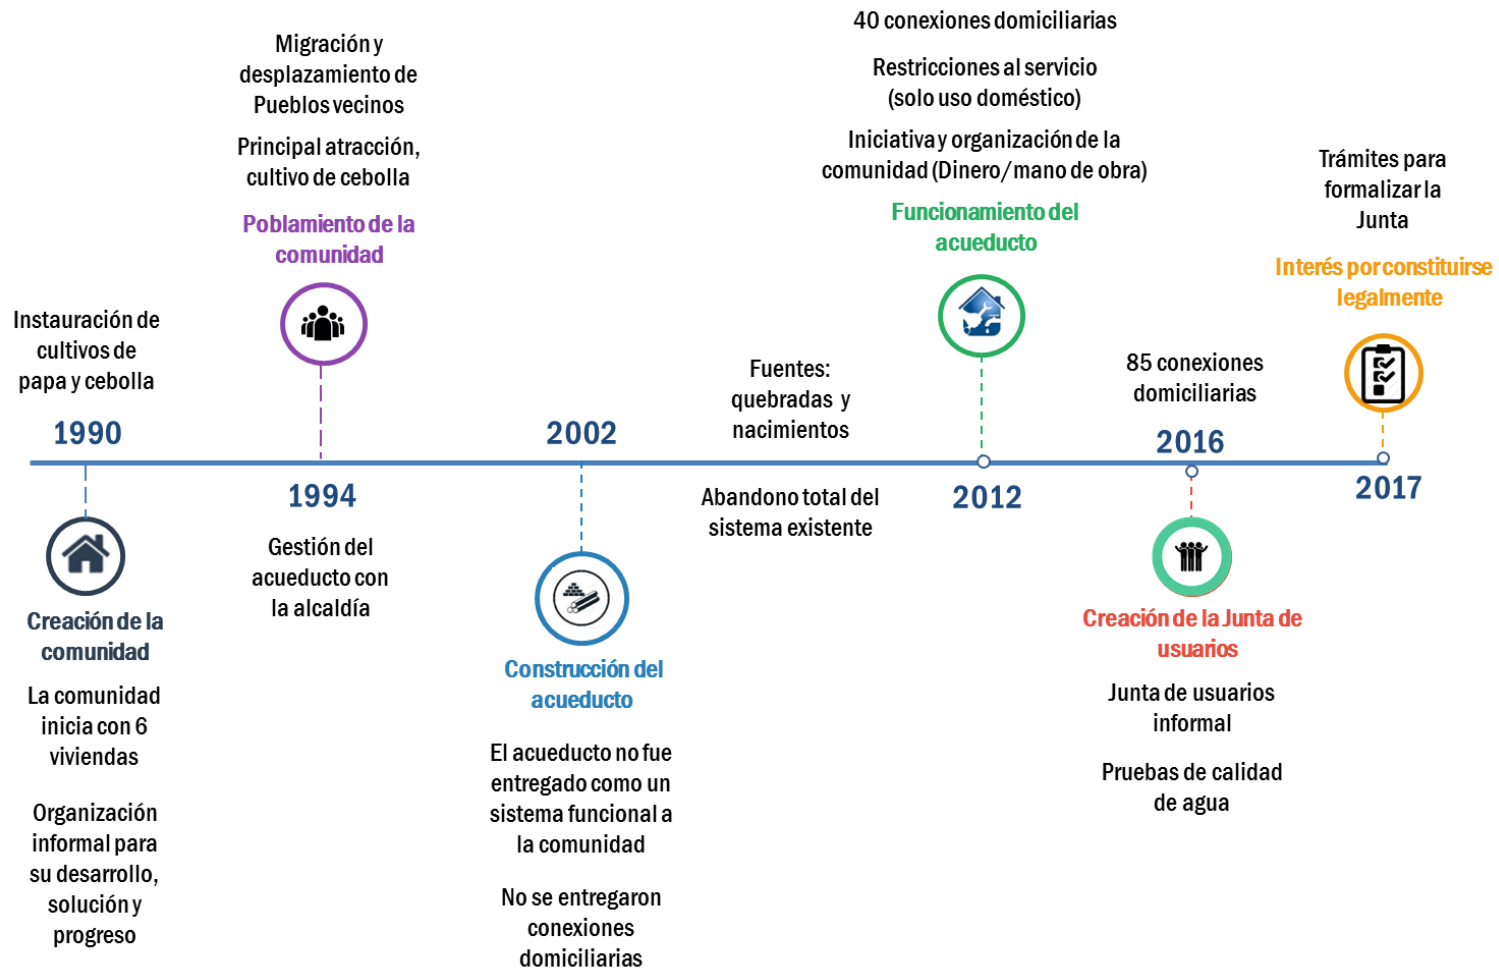 Instauración de
cultivos de
papa y cebolla
1990
Creación de la
comunidad
La comunidad
inicia con 6
viviendas
Organización
informal para
su desarrollo,
solución y
progreso
Migración y
desplazamiento de
Pueblos vecinos
Principal atracción,
cultivo de cebolla
Poblamiento de la
comunidad
1994
Gestión del
acueducto con
la alcaldía
2002
Construcción del
acueducto
El acueducto no fue
entregado como un
sistema funcional a
la comunidad
No se entregaron
conexiones
domiciliarias
Fuentes:
quebradas y
nacimientos
Abandono total del
sistema existente
40 conexiones domiciliarias
Restricciones al servicio
(solo uso doméstico)
Iniciativa y organización de la
comunidad (Dinero/mano de obra)
Funcionamiento del
acueducto
2012
85 conexiones
domiciliarias
2016
Creación de la Junta de
usuarios
Junta de usuarios
informal
Pruebas de calidad
de agua
Trámites para
formalizar la
Junta
Interés por constituirse
legalmente
2017